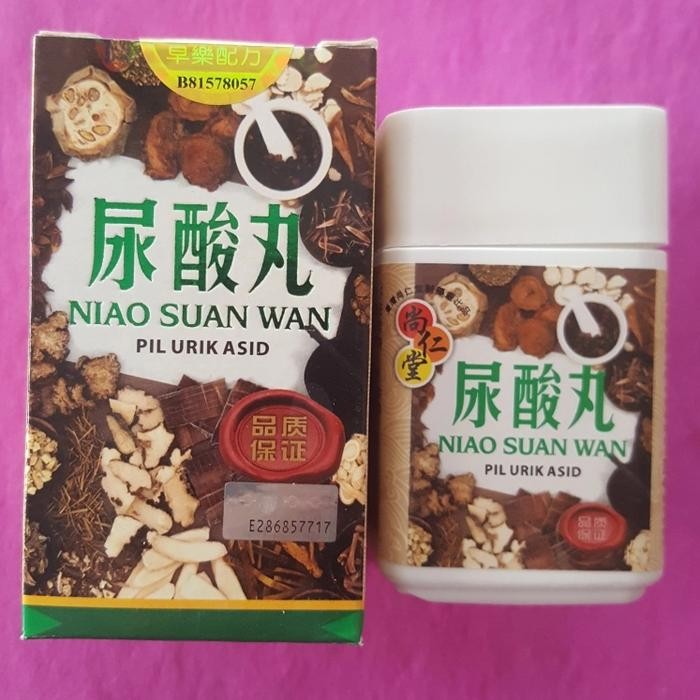 早樂配方
B81578057
尿酸丸
NIAO SUAN WAN
PIL URIK ASID
品质
保证
E286857717
尚仁堂
尿酸丸
NIAO SUAN WAN
PIL URIK ASID
品质
保证